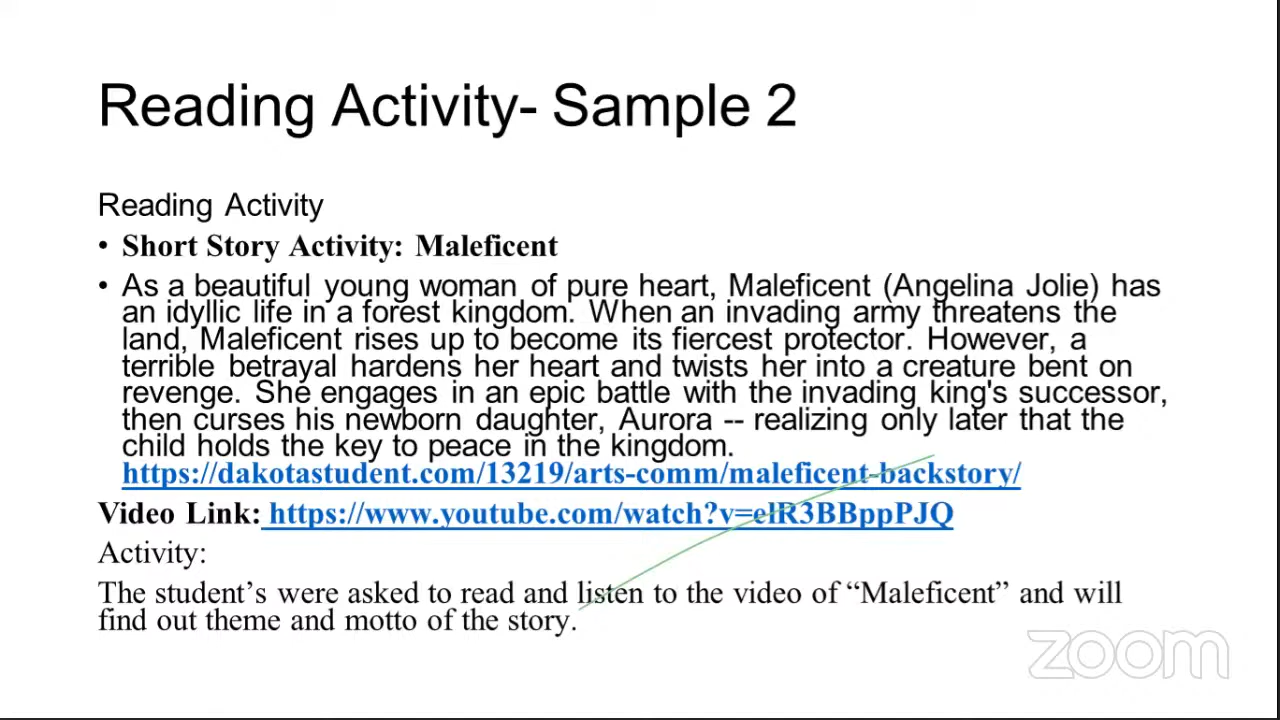 Reading Activity- Sample 2
Reading Activity
• Short Story Activity: Maleficent
• As a beautiful young woman of pure heart, Maleficent (Angelina Jolie) has
an idyllic life in a forest kingdom. When an invading army threatens the
land, Maleficent rises up to become its fiercest protector. However, a
terrible betrayal hardens her heart and twists her into a creature bent on
revenge. She engages in an epic battle with the invading king's successor,
then curses his newborn daughter, Aurora -- realizing only later that the
child holds the key to peace in the kingdom.
https://dakotastudent.com/13219/arts-comm/maleficent-backstory/
Video Link: https://www.youtube.com/watch?v=elR3BBppPJQ
Activity:
The student’s were asked to read and listen to the video of “Maleficent” and will
find out theme and motto of the story.
zoom